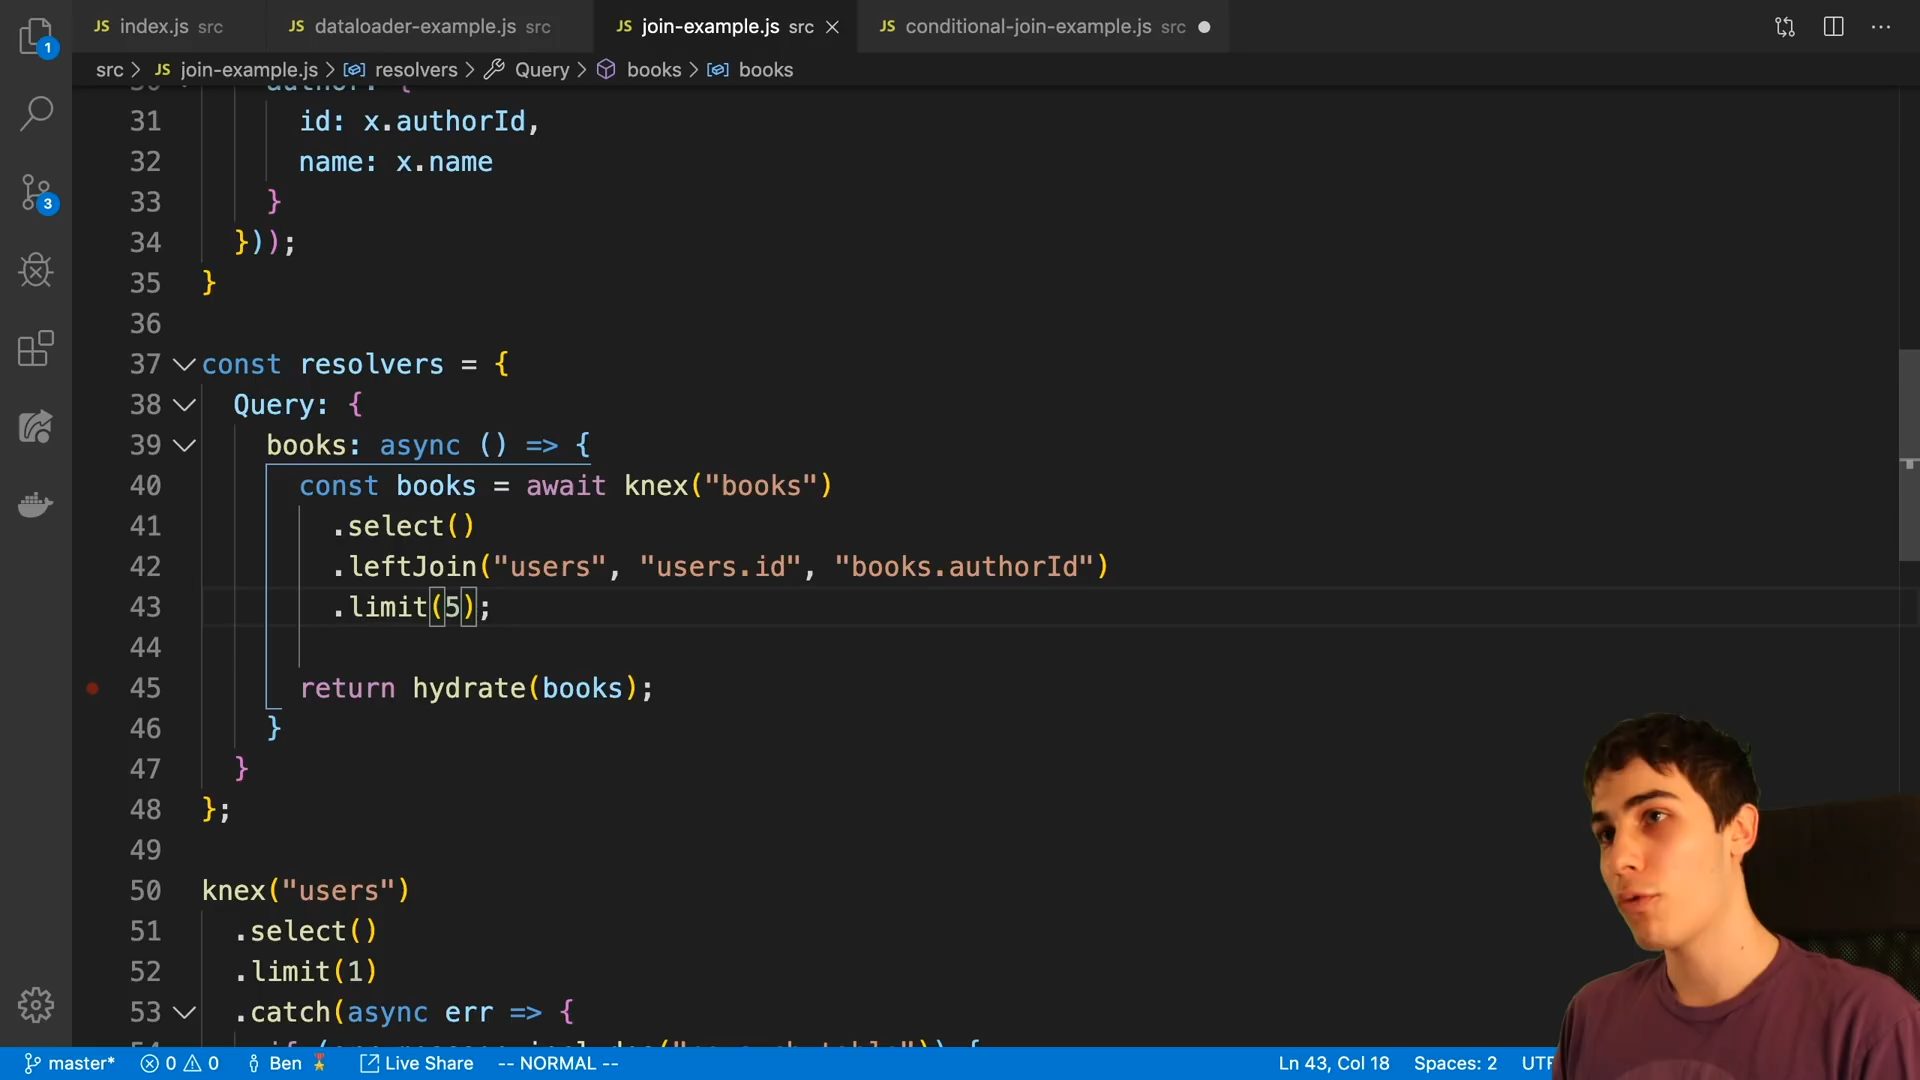 JS index.js src
JS dataloader-example.js src
JS join-example.js src
JS conditional-join-example.js src
src > JS join-example.js > resolvers > Query > books > books
1
3
31 id: x.authorId,
32 name: x.name
33 }
34 }));
35 }
36
37 const resolvers = {
38 Query: {
39 books: async () => {
40 const books = await knex("books")
41 .select()
42 .leftJoin("users", "users.id", "books.authorId")
43 .limit(5);
44
45 return hydrate(books);
46 }
47 }
48 };
49
50 knex("users")
51 .select()
52 .limit(1)
53 .catch(async err => {
master* 0 0 Ben Live Share -- NORMAL -- Ln 43, Col 18 Spaces: 2 UTF